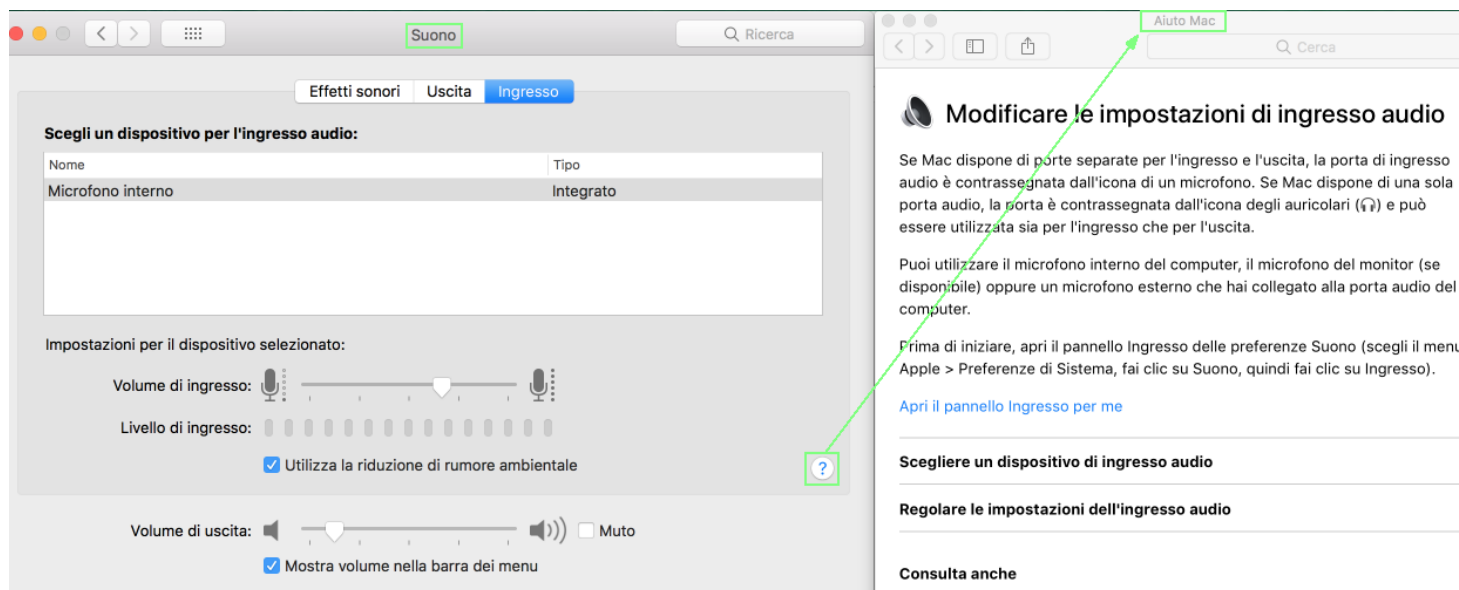 Suono
Ricerca
Effetti sonori
Uscita
Ingresso
Scegli un dispositivo per l'ingresso audio:
Nome
Tipo
Microfono interno
Integrato
Impostazioni per il dispositivo selezionato:
Volume di ingresso:
Livello di ingresso:
Utilizza la riduzione di rumore ambientale
?
Volume di uscita:
Muto
Mostra volume nella barra dei menu
Aiuto Mac
Cerca
Modificare le impostazioni di ingresso audio
Se Mac dispone di porte separate per l'ingresso e l'uscita, la porta di ingresso
audio è contrassegnata dall'icona di un microfono. Se Mac dispone di una sola
porta audio, la porta è contrassegnata dall'icona degli auricolari (🎧) e può
essere utilizzata sia per l'ingresso che per l'uscita.
Puoi utilizzare il microfono interno del computer, il microfono del monitor (se
disponibile) oppure un microfono esterno che hai collegato alla porta audio del
computer.
Prima di iniziare, apri il pannello Ingresso delle preferenze Suono (scegli il menu
Apple > Preferenze di Sistema, fai clic su Suono, quindi fai clic su Ingresso).
Apri il pannello Ingresso per me
Scegliere un dispositivo di ingresso audio
Regolare le impostazioni dell'ingresso audio
Consulta anche